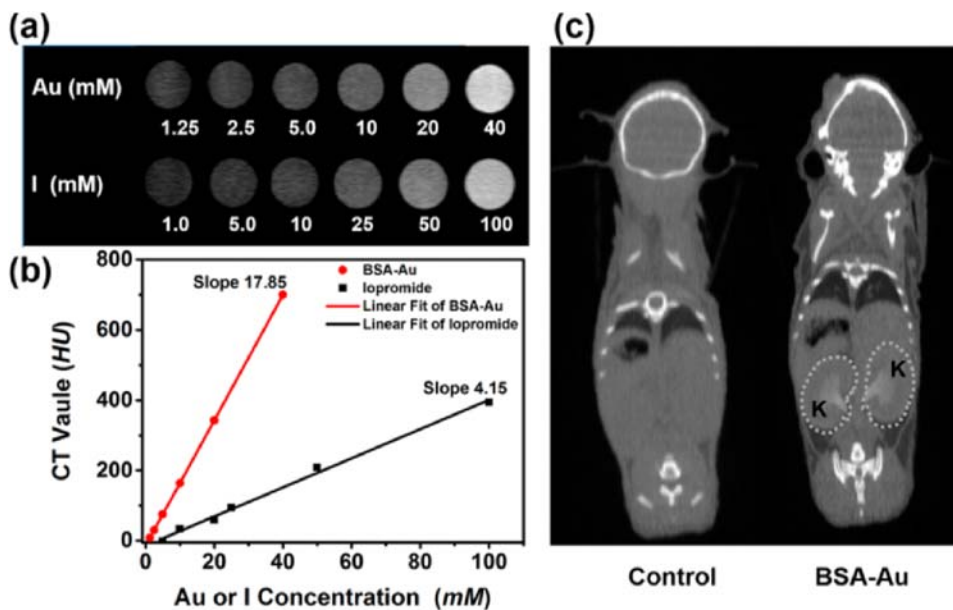 (a)
Au (mM)
1.25 2.5 5.0 10 20 40
I (mM)
1.0 5.0 10 25 50 100
(b)
CT Vaule (HU)
800
600
400
200
0
Slope 17.85
BSA-Au
Iopromide
Linear Fit of BSA-Au
Linear Fit of Iopromide
Slope 4.15
0 20 40 60 80 100
Au or I Concentration (mM)
(c)
K K
Control BSA-Au